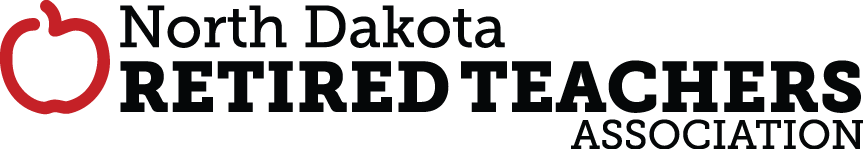 North Dakota
RETIRED TEACHERS
ASSOCIATION